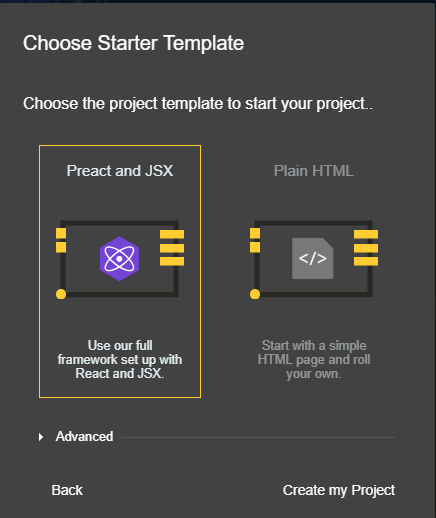 Choose Starter Template
Choose the project template to start your project..
Preact and JSX
Plain HTML
</>
Use our full
framework set up with
React and JSX.
Start with a simple
HTML page and roll
your own.
Advanced
Back
Create my Project